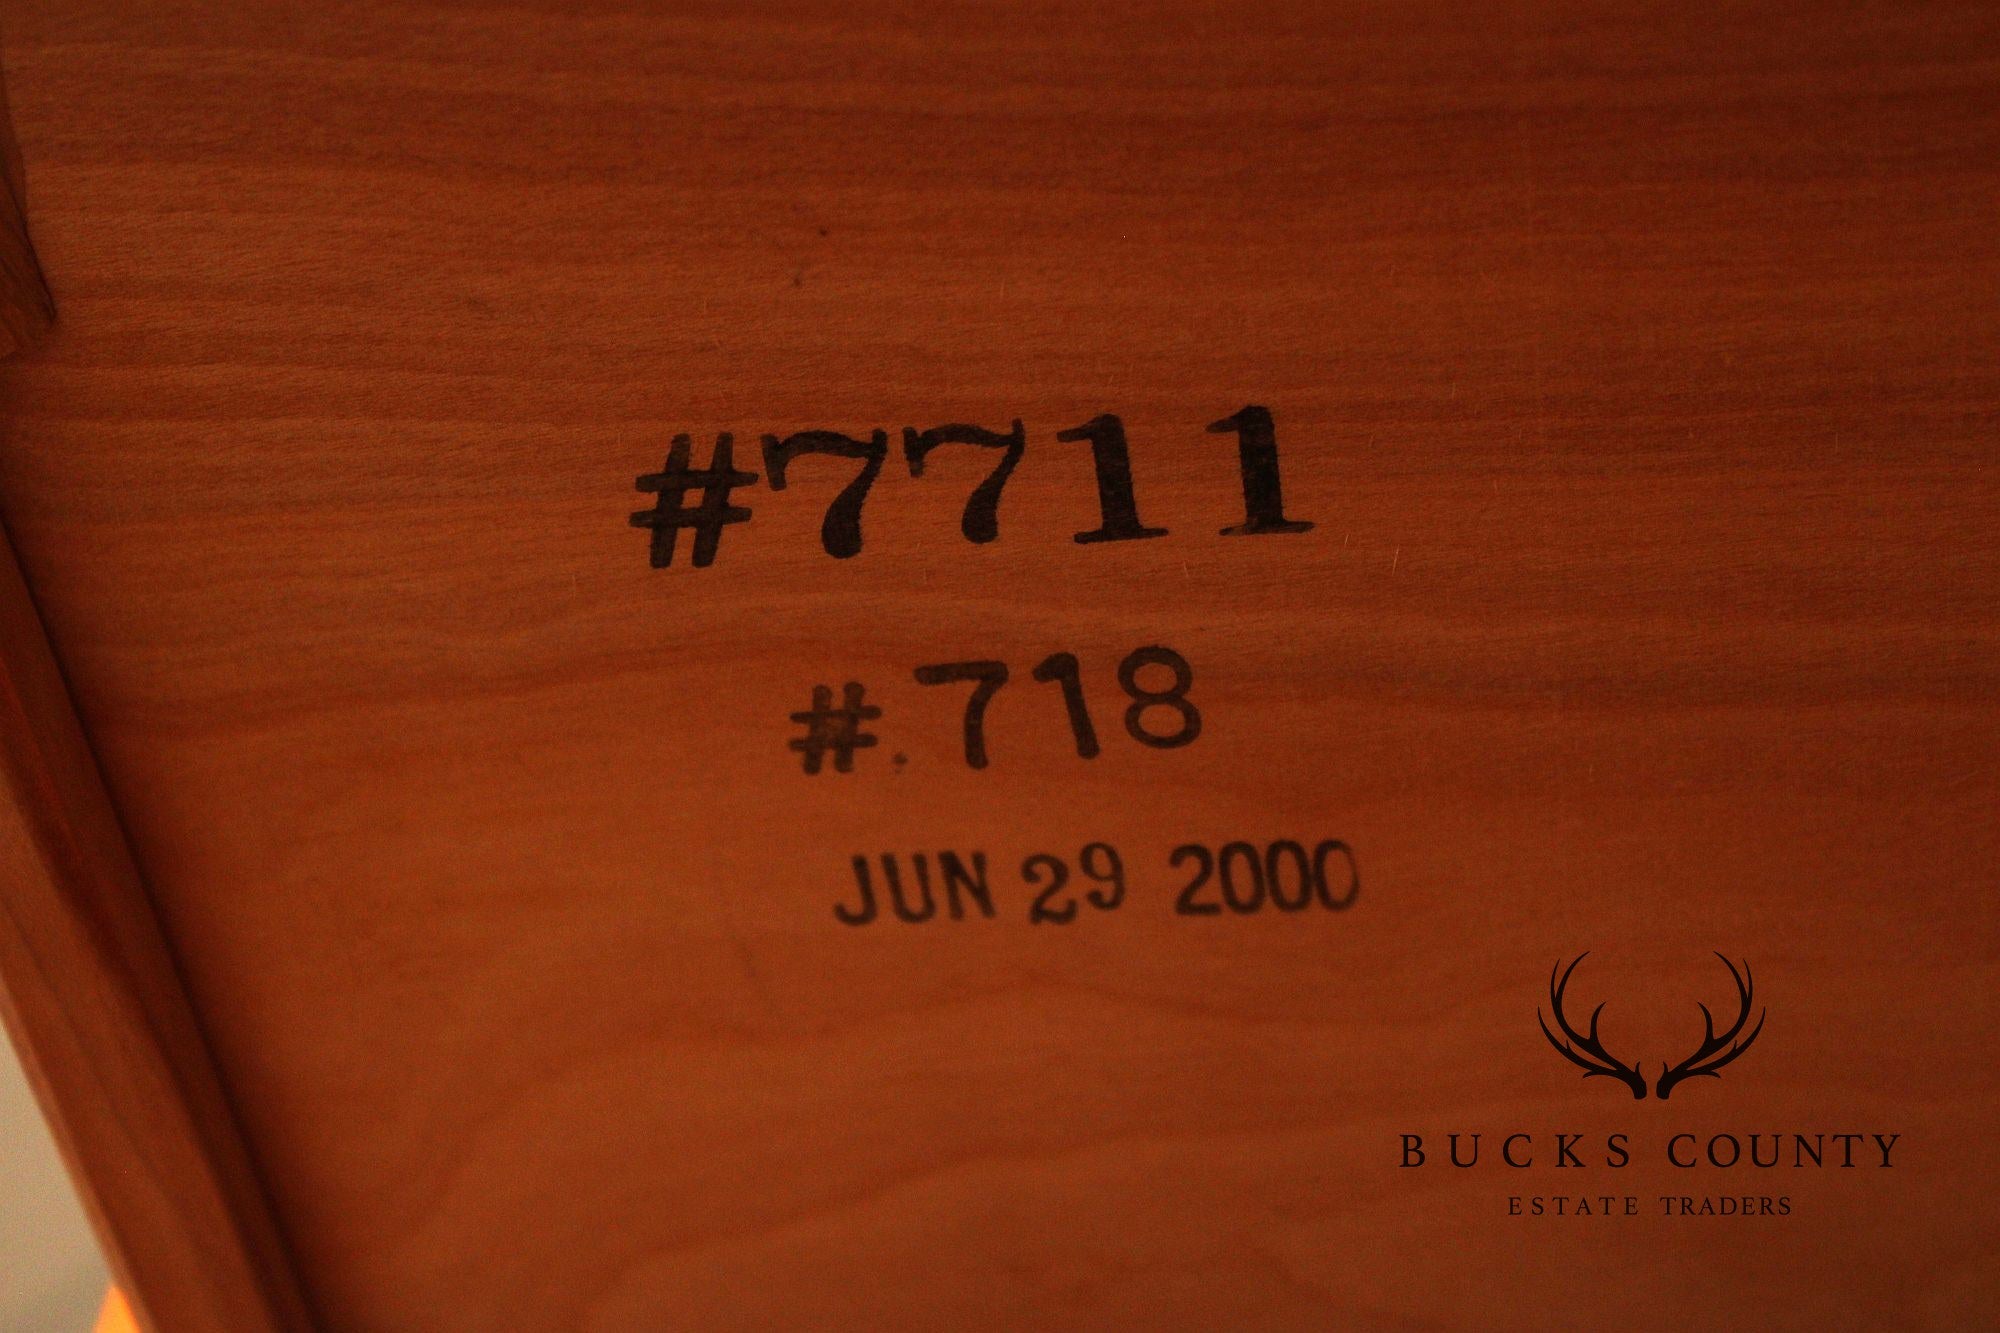 #7711
#.718
JUN 29 2000
BUCKS COUNTY
ESTATE TRADERS